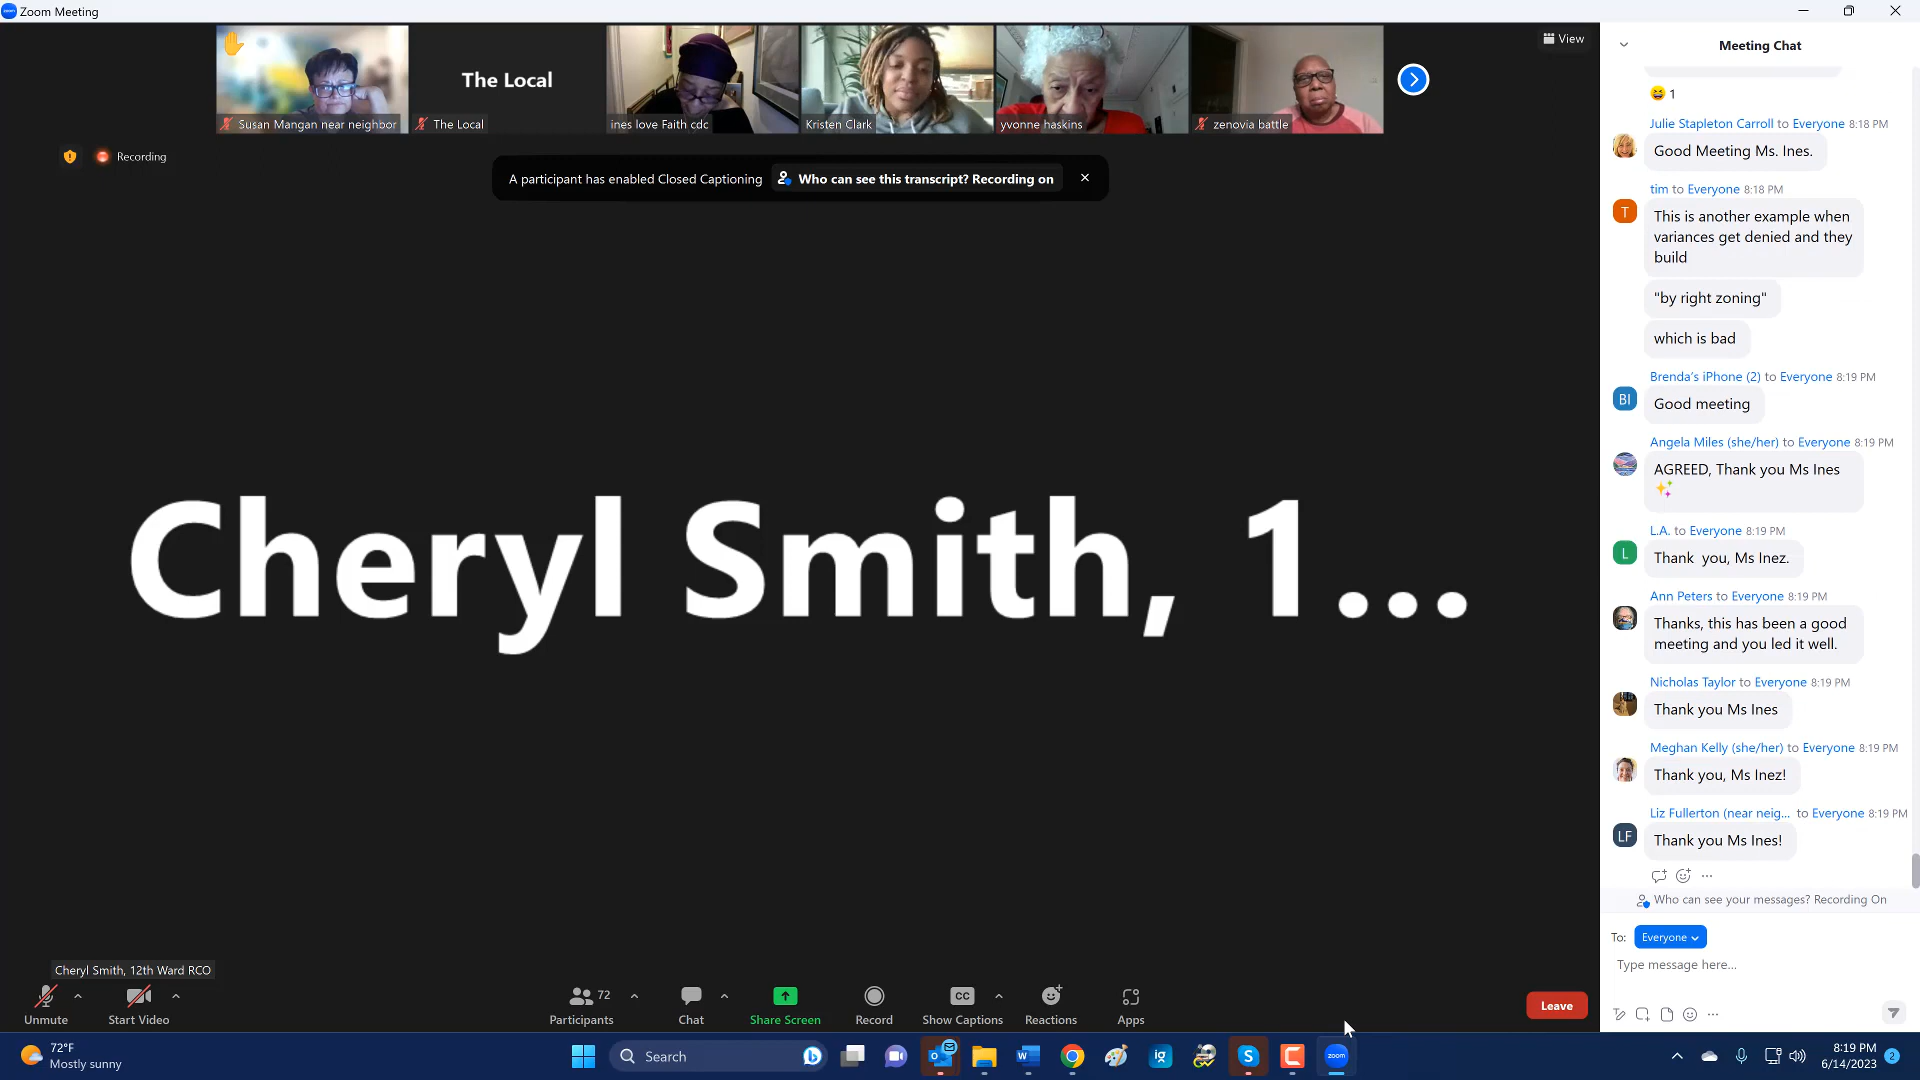 Zoom Meeting
View
Susan Mangan near neighbor
The Local
The Local
ines love Faith cdc
Kristen Clark
yvonne haskins
zenovia battle
Recording
A participant has enabled Closed Captioning Who can see this transcript? Recording on
Cheryl Smith, 1...
Cheryl Smith, 12th Ward RCO
Unmute
Start Video
72
Participants
Chat
Share Screen
Record
CC
Show Captions
Reactions
Apps
Leave
Meeting Chat
1
Julie Stapleton Carroll to Everyone 8:18 PM
Good Meeting Ms. Ines.
tim to Everyone 8:18 PM
T
This is another example when
variances get denied and they
build
"by right zoning"
which is bad
Brenda's iPhone (2) to Everyone 8:19 PM
BI
Good meeting
Angela Miles (she/her) to Everyone 8:19 PM
AGREED, Thank you Ms Ines
L.A. to Everyone 8:19 PM
L
Thank you, Ms Inez.
Ann Peters to Everyone 8:19 PM
Thanks, this has been a good
meeting and you led it well.
Nicholas Taylor to Everyone 8:19 PM
Thank you Ms Ines
Meghan Kelly (she/her) to Everyone 8:19 PM
Thank you, Ms Inez!
Liz Fullerton (near neig... to Everyone 8:19 PM
LF
Thank you Ms Ines!
Who can see your messages? Recording On
To: Everyone
Type message here...
72°F
Mostly sunny
Search
zoom
8:19 PM
6/14/2023
2